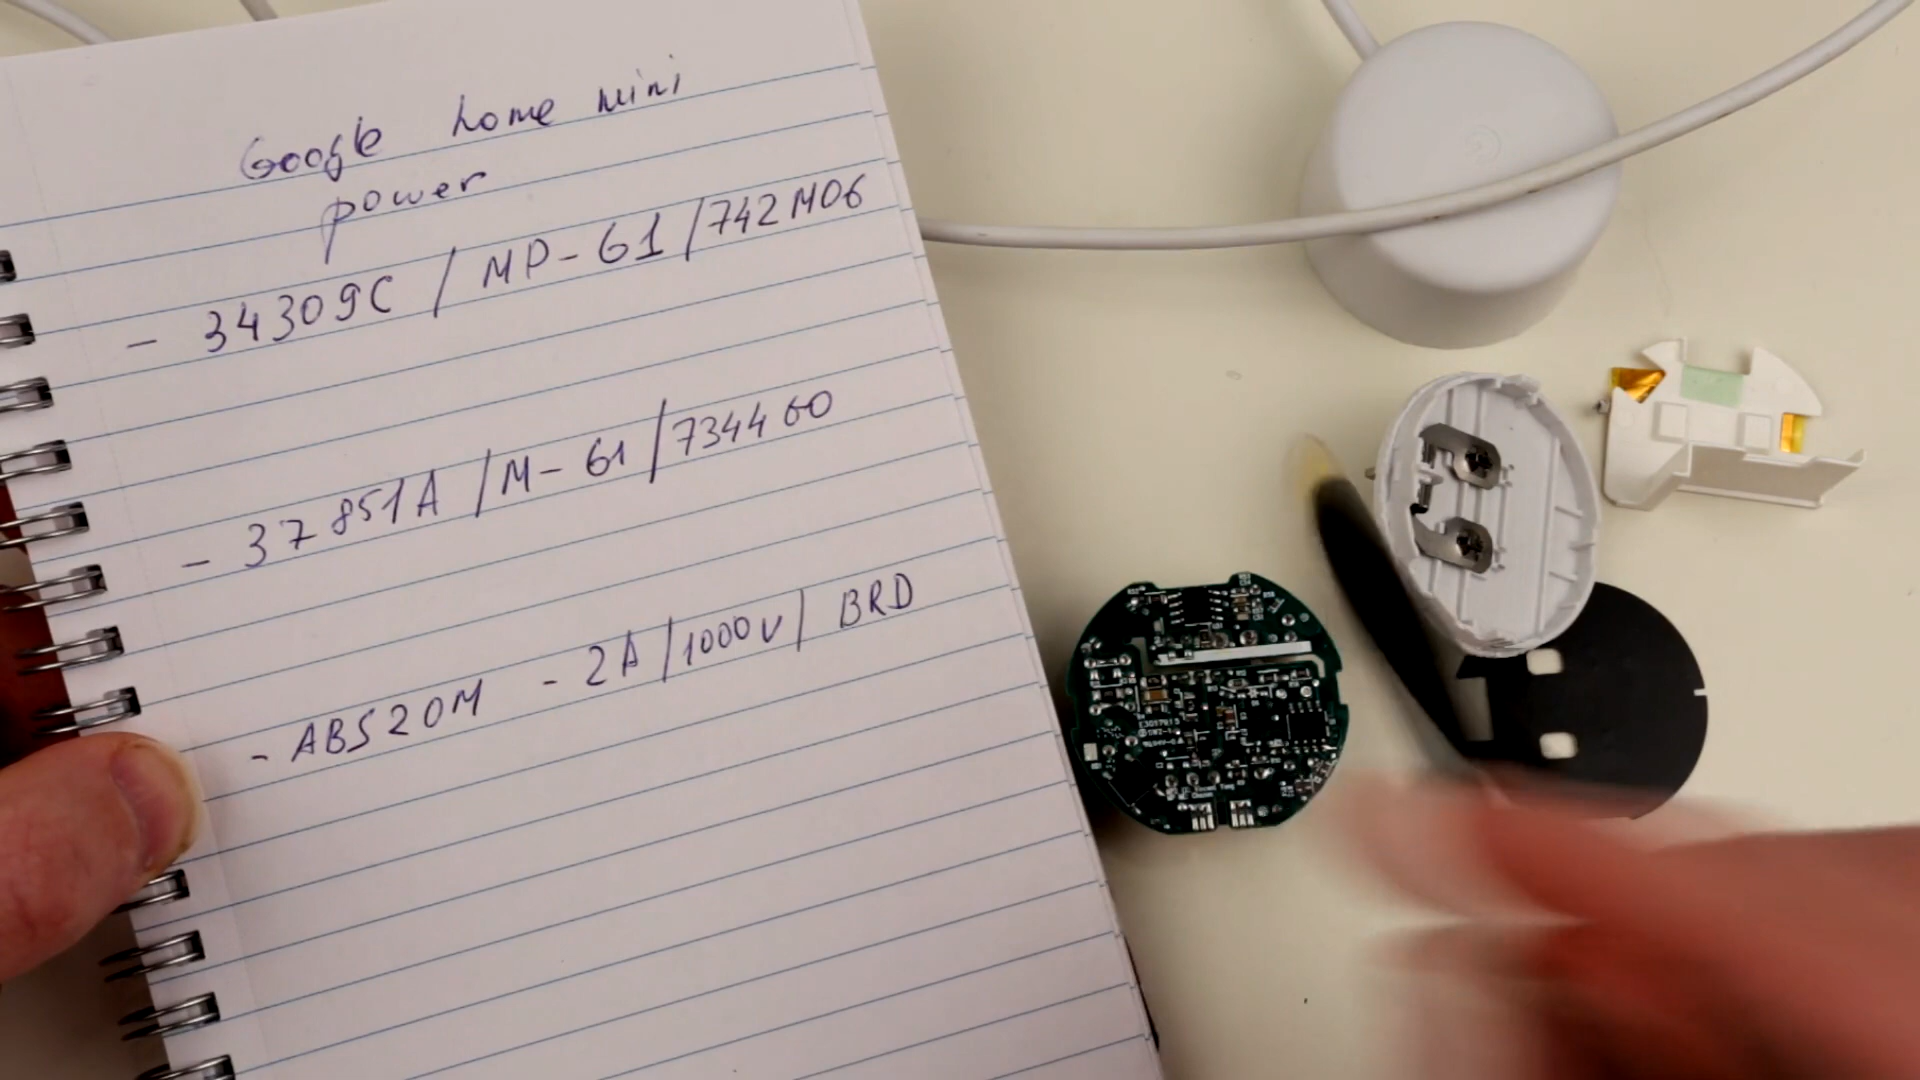 Google home mini
power
- 34309C / MP-61 / 742M06
- 37851A / M-61 / 734460
- ABS20M - 2A / 1000V / BRD